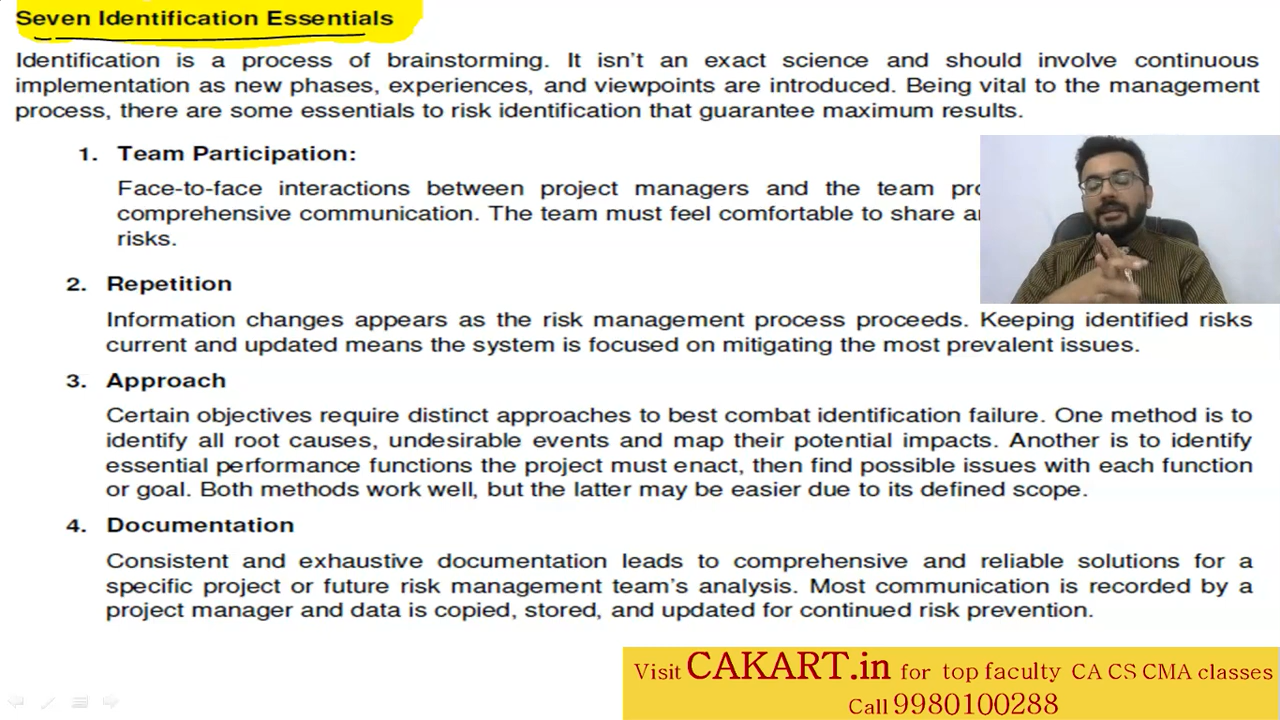 Seven Identification Essentials
Identification is a process of brainstorming. It isn't an exact science and should involve continuous
implementation as new phases, experiences, and viewpoints are introduced. Being vital to the management
process, there are some essentials to risk identification that guarantee maximum results.
1. Team Participation:
Face-to-face interactions between project managers and the team
comprehensive communication. The team must feel comfortable to share
risks.
2. Repetition
Information changes appears as the risk management process proceeds. Keeping identified risks
current and updated means the system is focused on mitigating the most prevalent issues.
3. Approach
Certain objectives require distinct approaches to best combat identification failure. One method is to
identify all root causes, undesirable events and map their potential impacts. Another is to identify
essential performance functions the project must enact, then find possible issues with each function
or goal. Both methods work well, but the latter may be easier due to its defined scope.
4. Documentation
Consistent and exhaustive documentation leads to comprehensive and reliable solutions for a
specific project or future risk management team's analysis. Most communication is recorded by a
project manager and data is copied, stored, and updated for continued risk prevention.
Visit CAKART.in for top faculty CA CS CMA classes
Call 9980100288